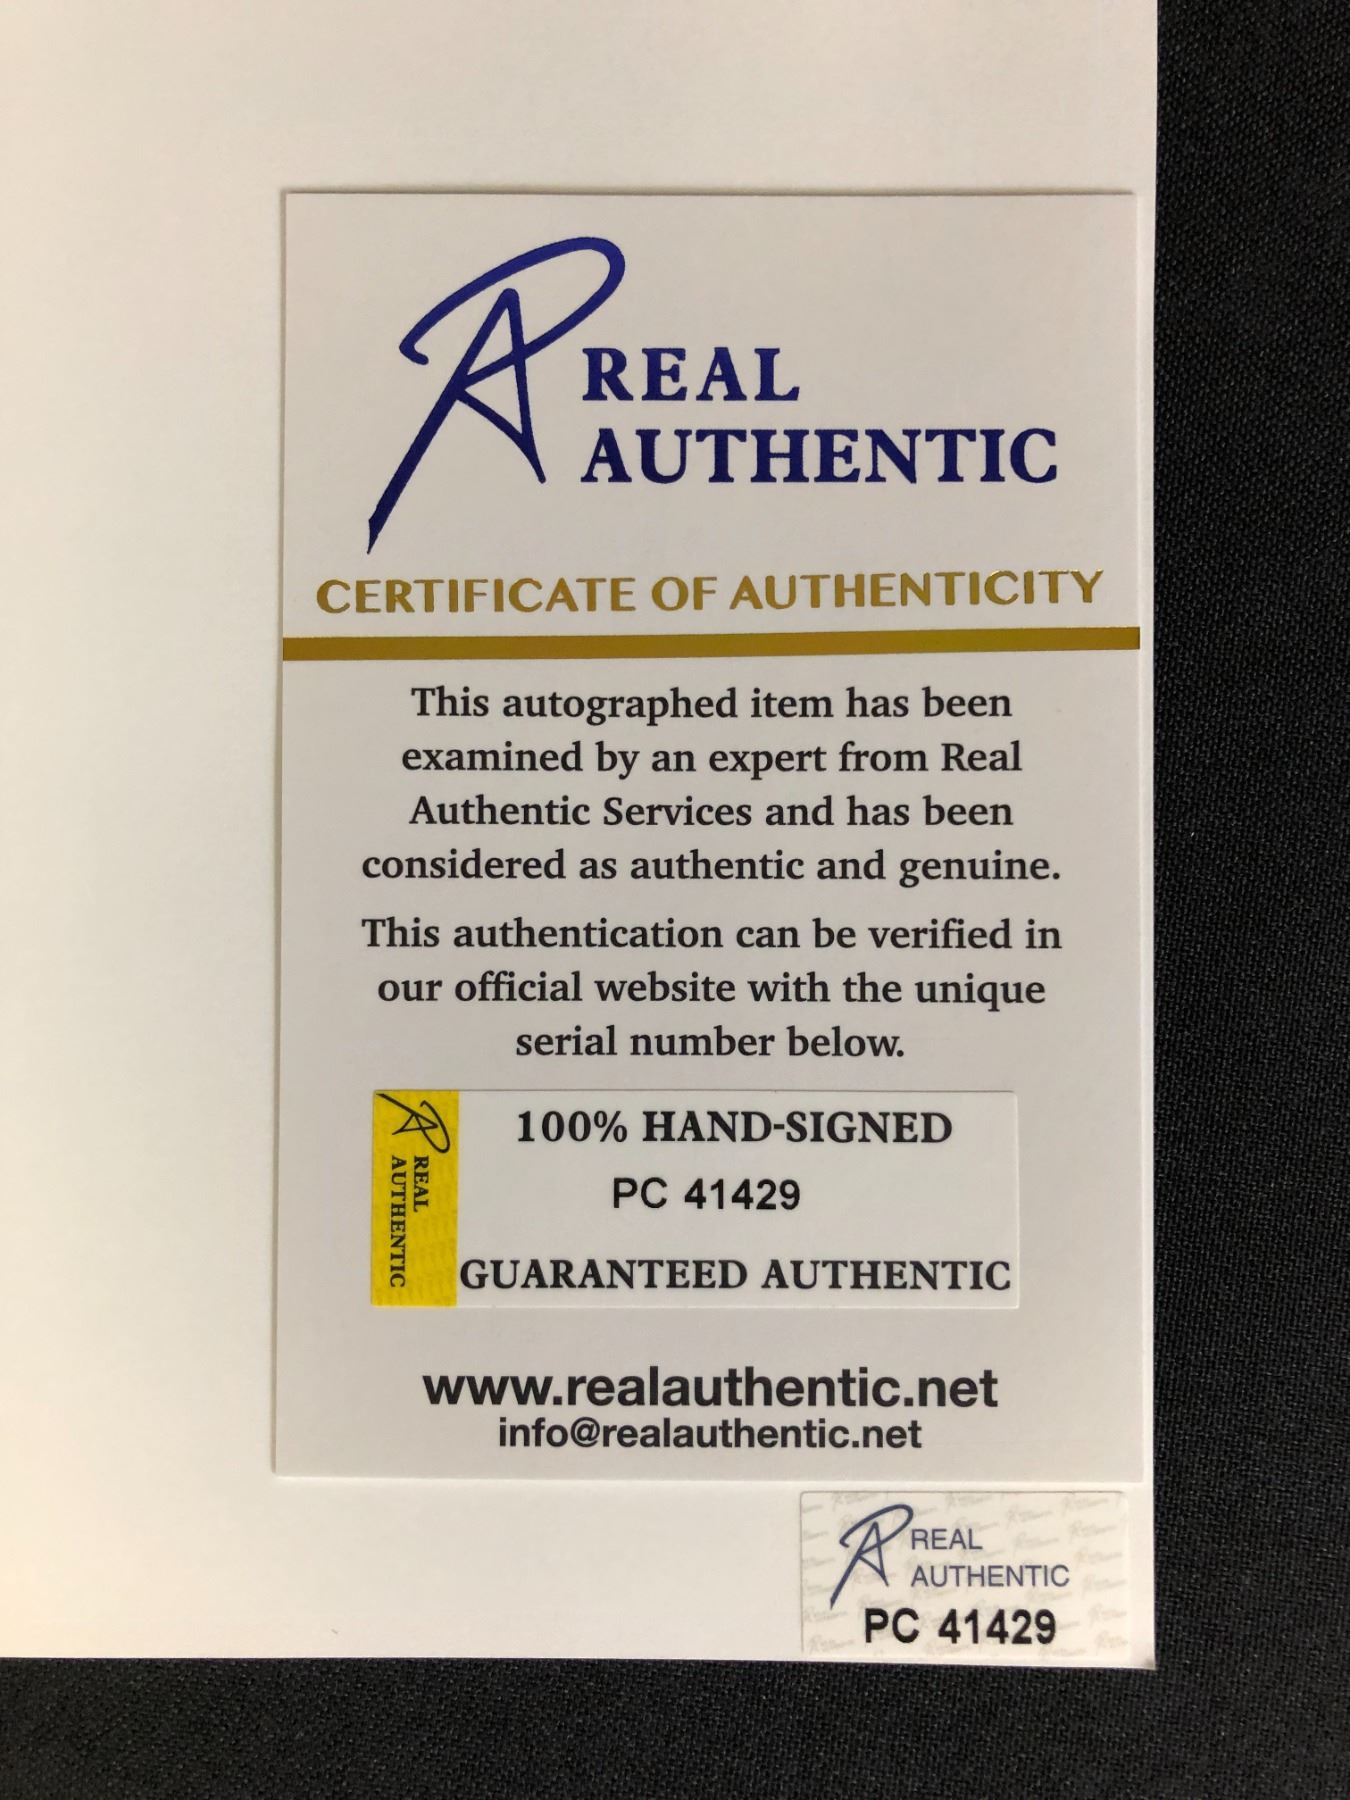 REAL
AUTHENTIC
CERTIFICATE OF AUTHENTICITY
This autographed item has been
examined by an expert from Real
Authentic Services and has been
considered as authentic and genuine.
This authentication can be verified in
our official website with the unique
serial number below.
REAL
AUTHENTIC
100% HAND-SIGNED
PC 41429
GUARANTEED AUTHENTIC
www.realauthentic.net
info@realauthentic.net
REAL
AUTHENTIC
PC 41429